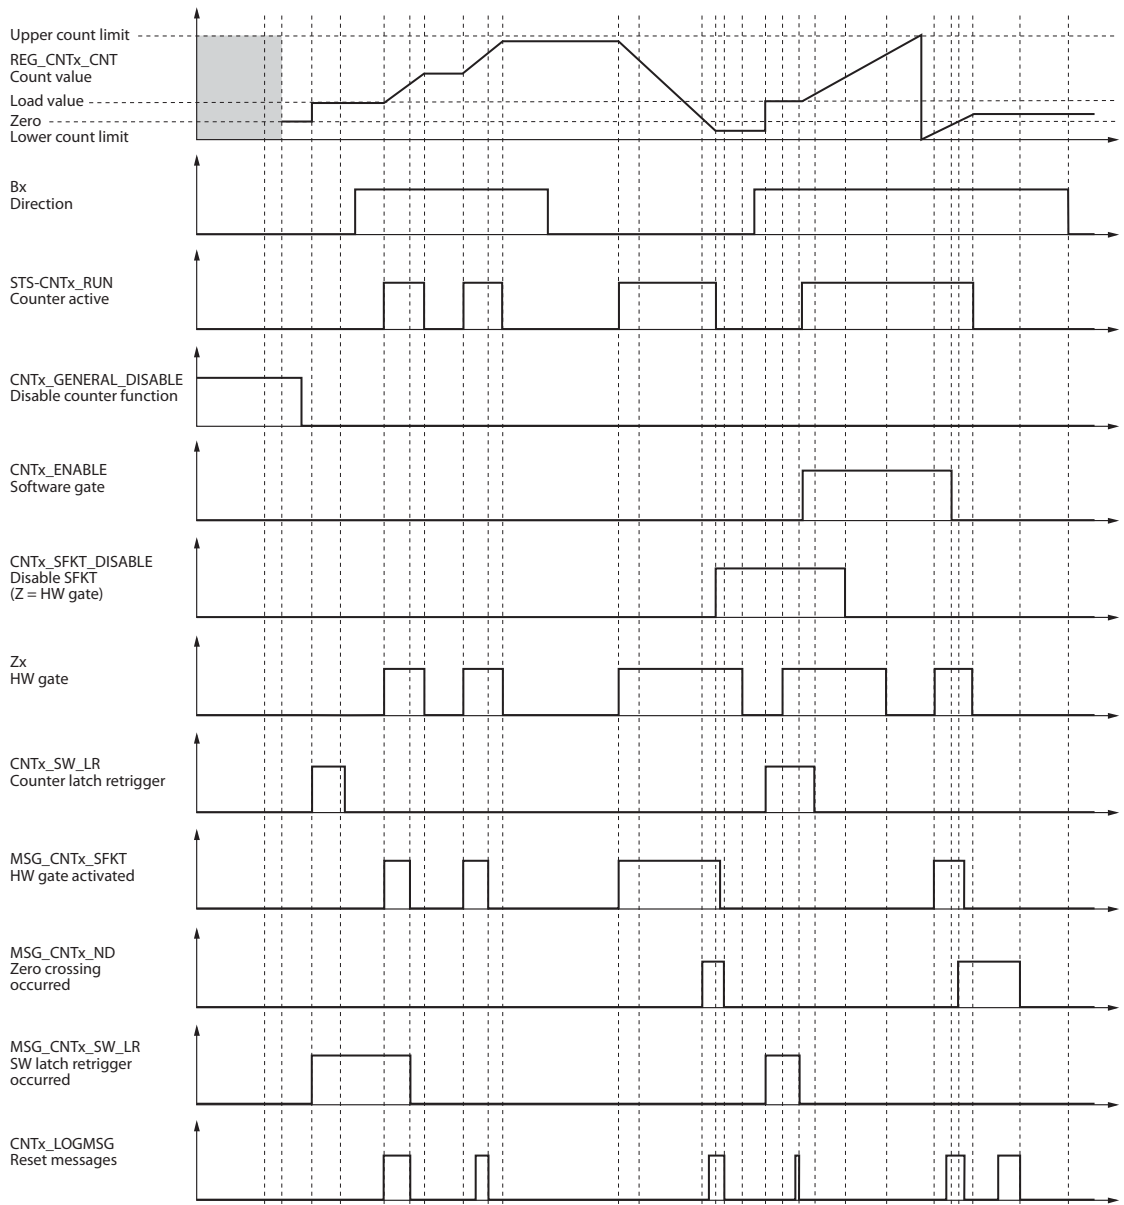 Upper count limit
REG_CNTx_CNT
Count value
Load value
Zero
Lower count limit
Bx
Direction
STS-CNTx_RUN
Counter active
CNTx_GENERAL_DISABLE
Disable counter function
CNTx_ENABLE
Software gate
CNTx_SFKT_DISABLE
Disable SFKT
(Z = HW gate)
Zx
HW gate
CNTx_SW_LR
Counter latch retrigger
MSG_CNTx_SFKT
HW gate activated
MSG_CNTx_ND
Zero crossing
occurred
MSG_CNTx_SW_LR
SW latch retrigger
occurred
CNTx_LOGMSG
Reset messages